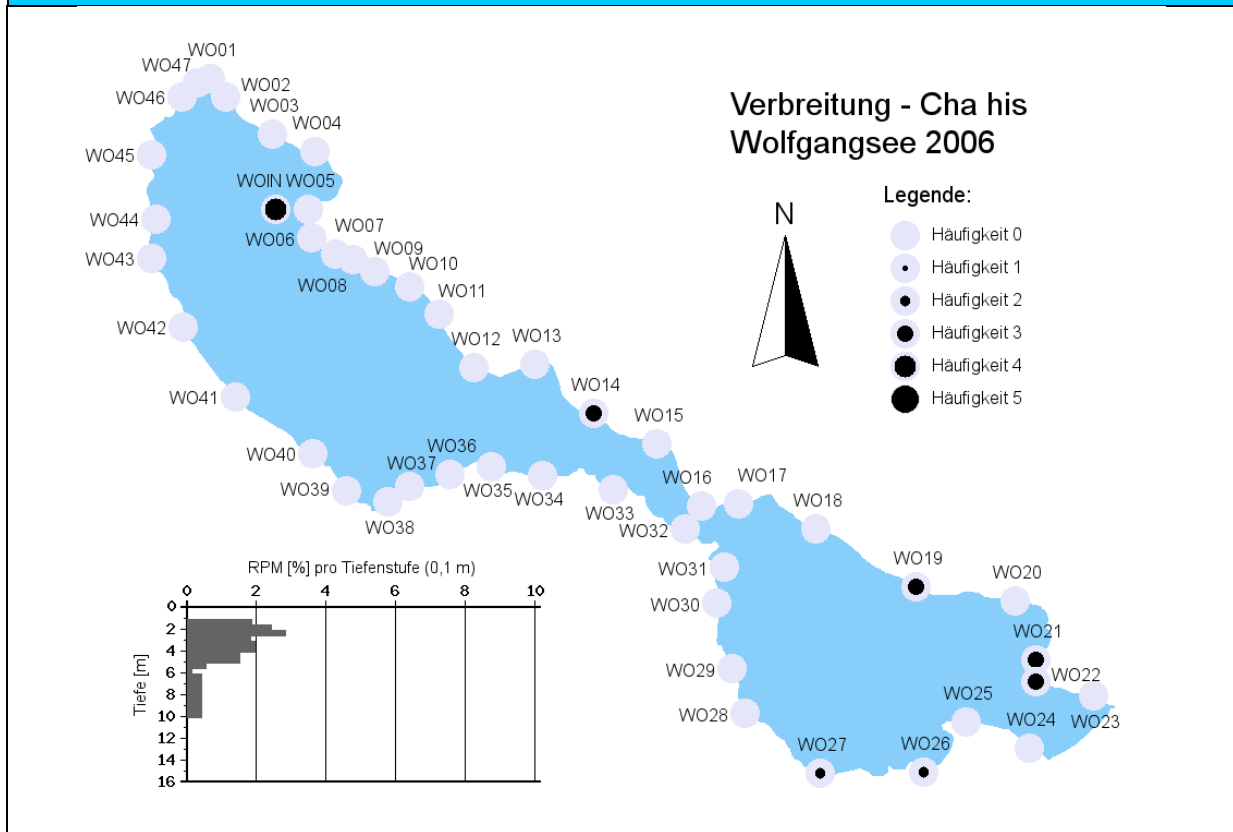 WO01
WO47
WO02
WO46
WO03
WO04
WO45
WOIN WO05
WO44
WO06
WO07
WO43
WO08
WO09
WO10
WO11
WO42
WO12
WO13
WO41
WO14
WO15
WO40
WO36
WO37
WO39
WO38
WO35
WO34
WO33
WO16
WO17
WO32
WO18
WO31
WO30
WO19
WO20
WO21
WO22
WO29
WO23
WO28
WO25
WO24
WO27
WO26
Verbreitung - Cha his
Wolfgangsee 2006
N
Legende:
Häufigkeit 0
Häufigkeit 1
Häufigkeit 2
Häufigkeit 3
Häufigkeit 4
Häufigkeit 5
RPM [%] pro Tiefenstufe (0,1 m)
0 2 4 6 8 10
Tiefe [m]
0
2
4
6
8
10
12
14
16